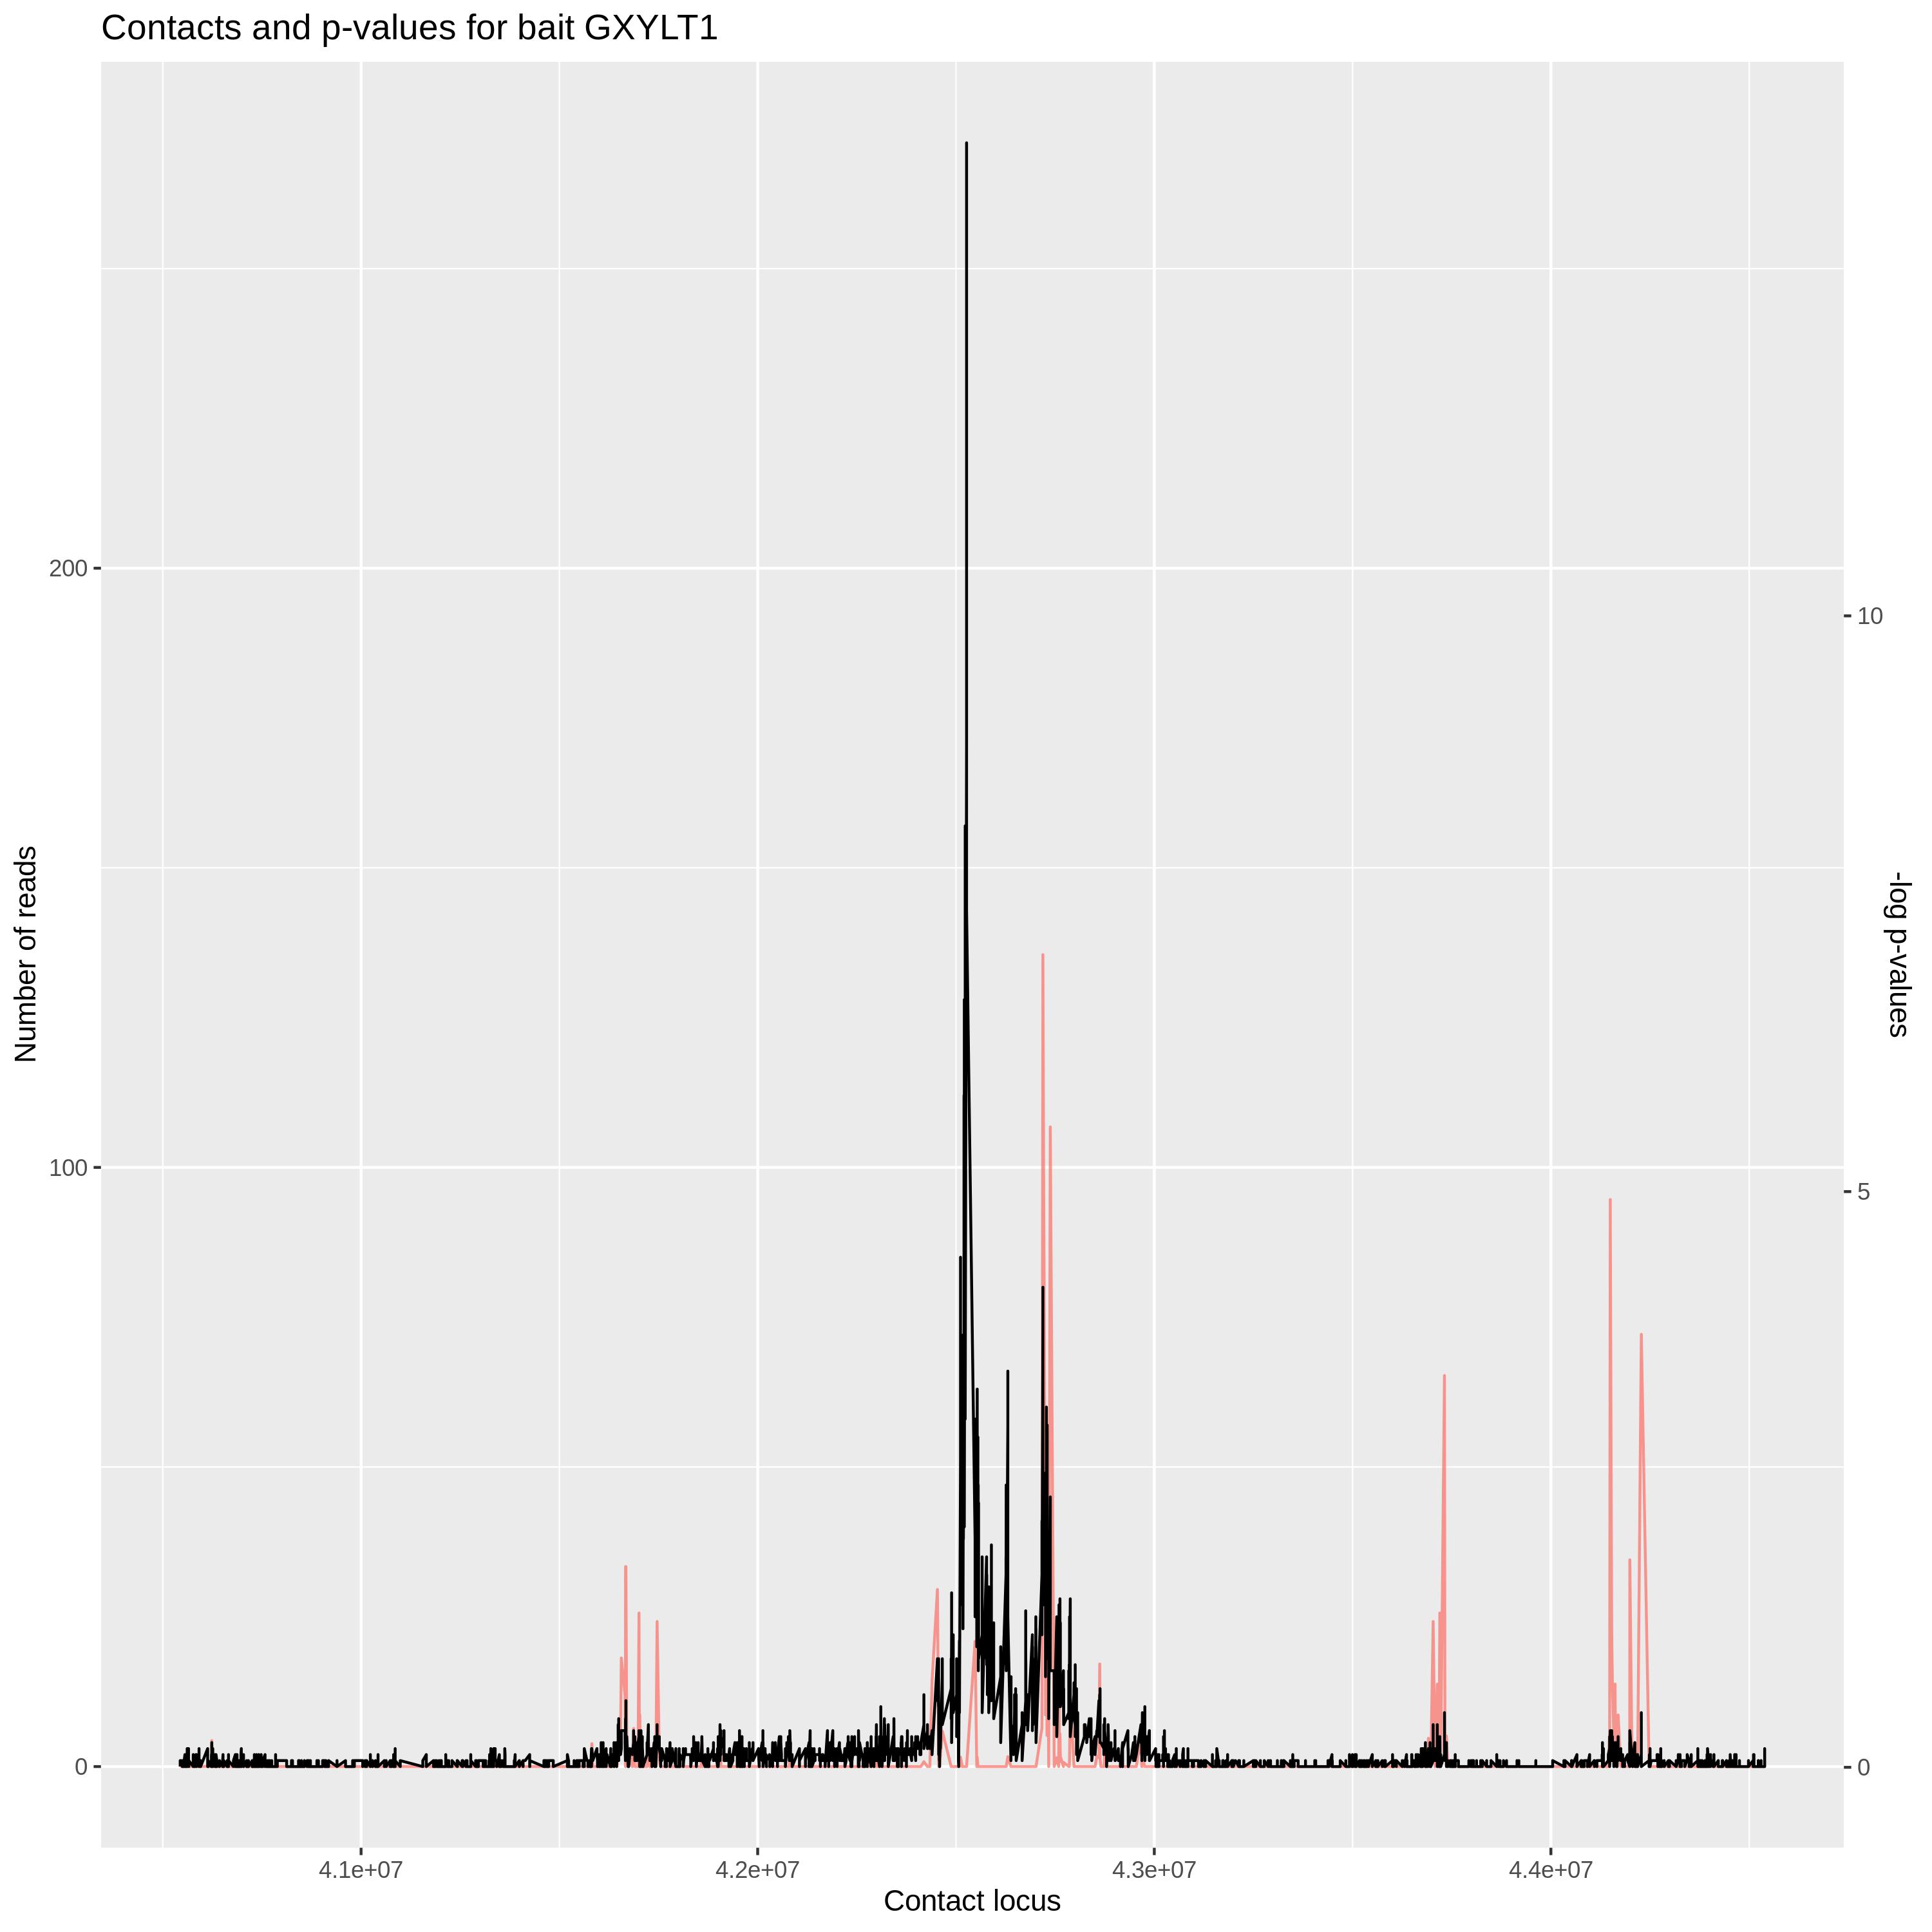 Contacts and p-values for bait GXYLT1
Number of reads
200
100
0
10
5
0
-log p-values
4.1e+07
4.2e+07
4.3e+07
4.4e+07
Contact locus